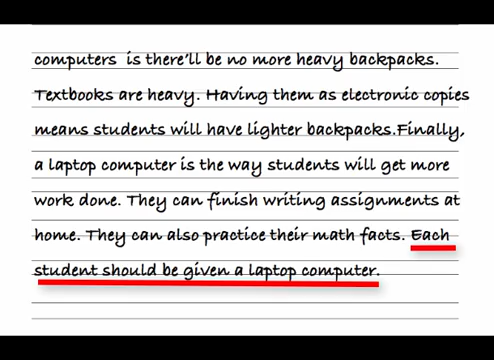 computers is there'll be no more heavy backpacks.
Textbooks are heavy. Having them as electronic copies
means students will have lighter backpacks.Finally,
a laptop computer is the way students will get more
work done. They can finish writing assignments at
home. They can also practice their math facts. Each
student should be given a laptop computer.